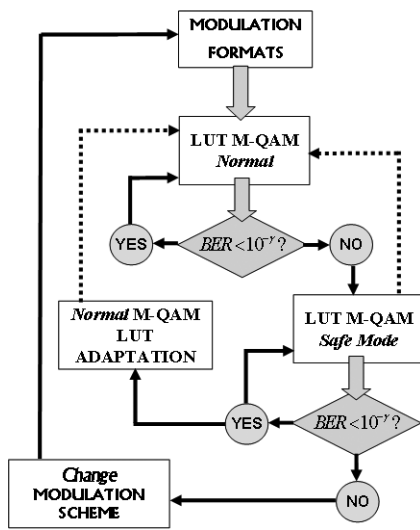 MODULATION
FORMATS
LUT M-QAM
Normal
YES
BER<10⁻ʸ?
NO
Normal M-QAM
LUT
ADAPTATION
LUT M-QAM
Safe Mode
YES
BER<10⁻ʸ?
Change
MODULATION
SCHEME
NO